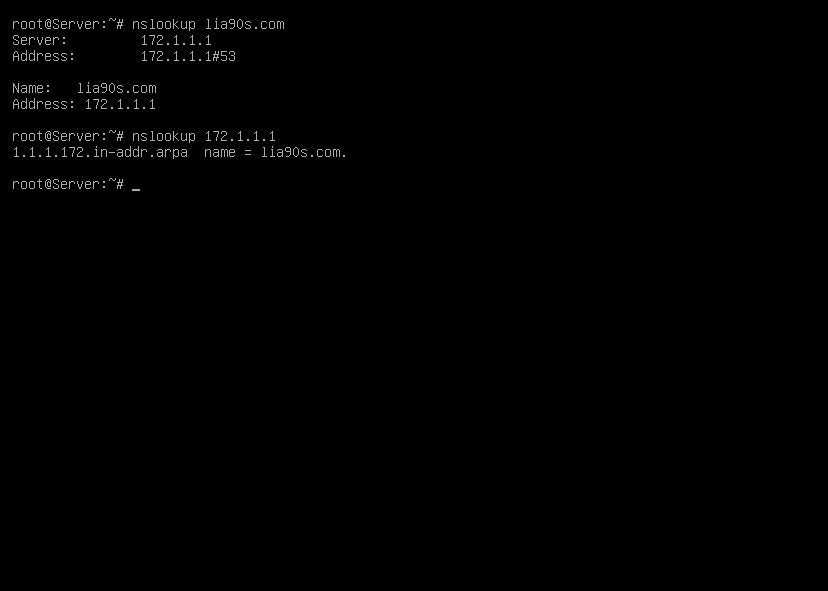 root@Server:~# nslookup lia90s.com
Server:         172.1.1.1
Address:        172.1.1.1#53
Name:   lia90s.com
Address: 172.1.1.1
root@Server:~# nslookup 172.1.1.1
1.1.1.172.in-addr.arpa  name = lia90s.com.
root@Server:~# _